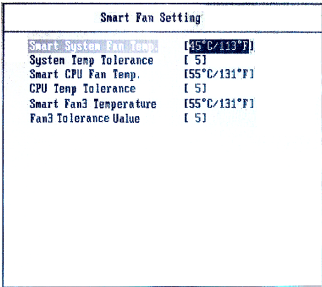 Smart Fan Setting
Smart System Fan Temp. [45°C/113°F]
System Temp Tolerance [ 5]
Smart CPU Fan Temp. [55°C/131°F]
CPU Temp Tolerance [ 5]
Smart Fan3 Temperature [55°C/131°F]
Fan3 Tolerance Value [ 5]